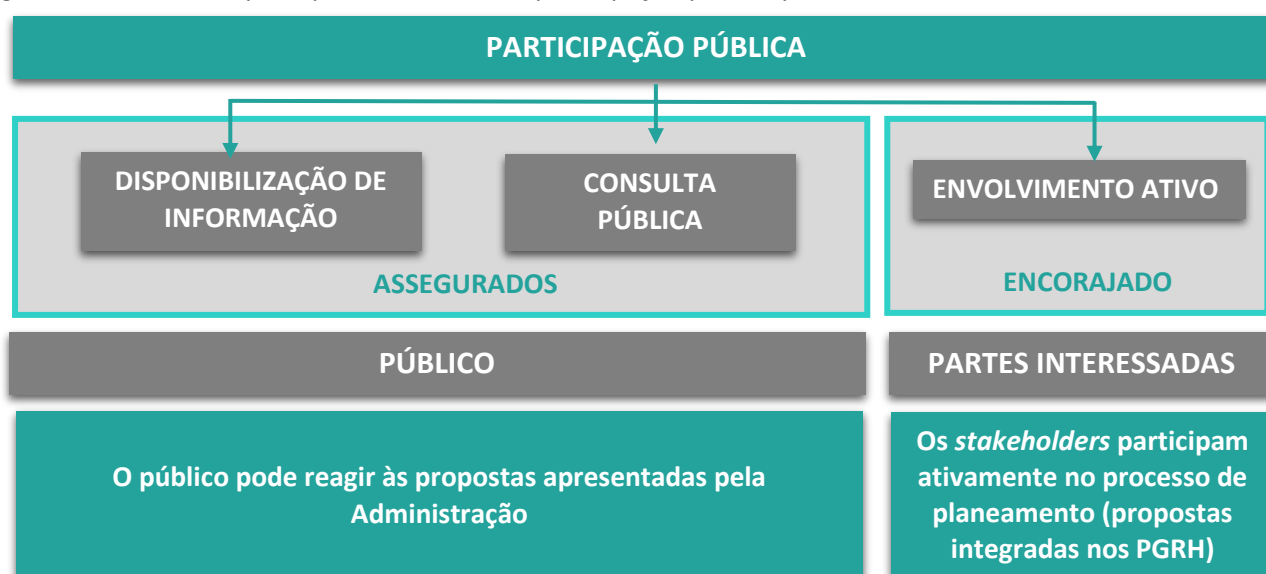 PARTICIPAÇÃO PÚBLICA
DISPONIBILIZAÇÃO DE
INFORMAÇÃO
CONSULTA
PÚBLICA
ASSEGURADOS
ENVOLVIMENTO ATIVO
ENCORAJADO
PÚBLICO
PARTES INTERESSADAS
O público pode reagir às propostas apresentadas pela
Administração
Os stakeholders participam
ativamente no processo de
planeamento (propostas
integradas nos PGRH)